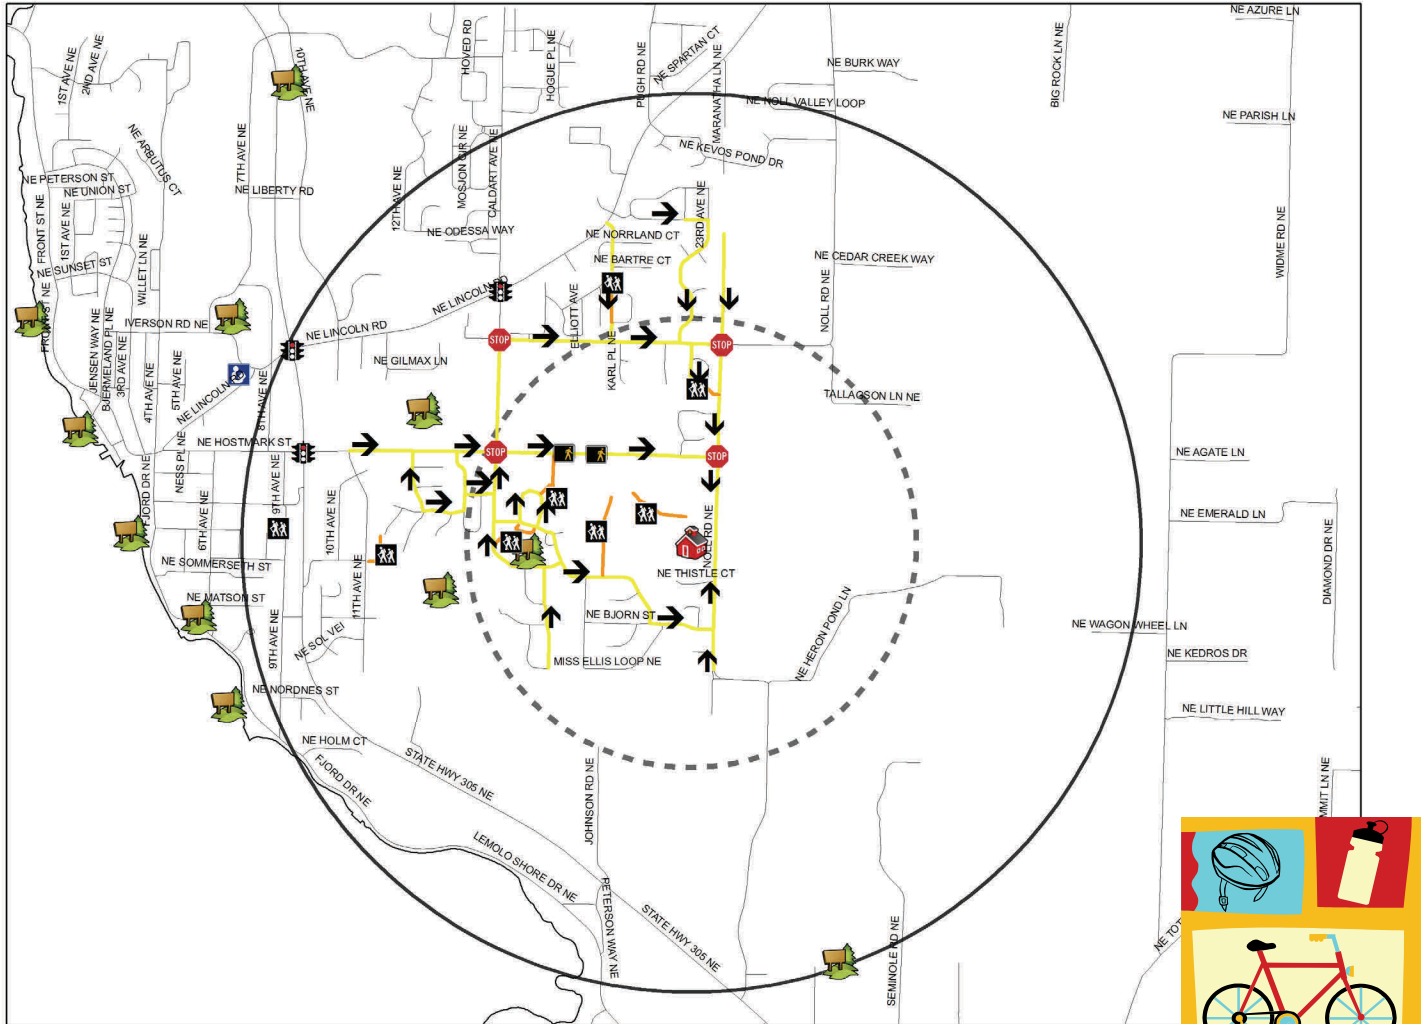 NE AZURE LN
1ST AVE NE
2ND AVE NE
10TH AVE NE
HOVED RD
HOGUE PL NE
PUGH RD NE
NE SPARTAN CT
MARANATHA LN NE
NE BURK WAY
BIG ROCK LN NE
NE NOLL VALLEY LOOP
NE PARISH LN
NE ARBUTUS CT
7TH AVE NE
12TH AVE NE
MOSJON CIR NE
CALDART AVE NE
NE KEVOS POND DR
NE PETERSON ST
NE UNION ST
NE LIBERTY RD
FRONT ST NE
1ST AVE NE
WILLET LN NE
NE ODESSA WAY
NE NORRLAND CT
23RD AVE NE
WIDME RD NE
NE SUNSET ST
NE BARTRE CT
NE CEDAR CREEK WAY
NOLL RD NE
FRONT ST NE
JENSEN WAY NE
BJERMELAND PL NE
3RD AVE NE
IVERSON RD NE
NE LINCOLN RD
NE LINCOLN RD
ELLIOTT AVE
KARL PL NE
4TH AVE NE
5TH AVE NE
NE LINCOLN RD
8TH AVE NE
NE GILMAX LN
STOP
STOP
TALLAGSON LN NE
NE HOSTMARK ST
STOP
STOP
NE AGATE LN
NESS PL NE
FJORD DR NE
6TH AVE NE
9TH AVE NE
10TH AVE NE
NOLL RD NE
NE EMERALD LN
DIAMOND DR NE
NE SOMMERSETH ST
11TH AVE NE
NE THISTLE CT
NE MATSON ST
NE BJORN ST
NE HERON POND LN
NE WAGON WHEEL LN
9TH AVE NE
NE SOL VEI
MISS ELLIS LOOP NE
NE KEDROS DR
NE NORDNES ST
NE LITTLE HILL WAY
NE HOLM CT
FJORD DR NE
STATE HWY 305 NE
JOHNSON RD NE
MMIT LN NE
LEMOLO SHORE DR NE
PETERSON WAY NE
STATE HWY 305 NE
SEMINOLE RD NE
NE TOT